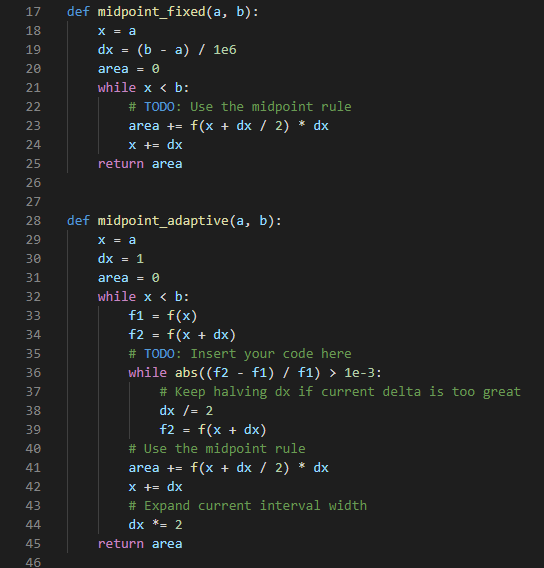 17 def midpoint_fixed(a, b):
18     x = a
19     dx = (b - a) / 1e6
20     area = 0
21     while x < b:
22         # TODO: Use the midpoint rule
23         area += f(x + dx / 2) * dx
24         x += dx
25     return area
26
27
28 def midpoint_adaptive(a, b):
29     x = a
30     dx = 1
31     area = 0
32     while x < b:
33         f1 = f(x)
34         f2 = f(x + dx)
35         # TODO: Insert your code here
36         while abs((f2 - f1) / f1) > 1e-3:
37             # Keep halving dx if current delta is too great
38             dx /= 2
39             f2 = f(x + dx)
40         # Use the midpoint rule
41         area += f(x + dx / 2) * dx
42         x += dx
43         # Expand current interval width
44         dx *= 2
45     return area
46